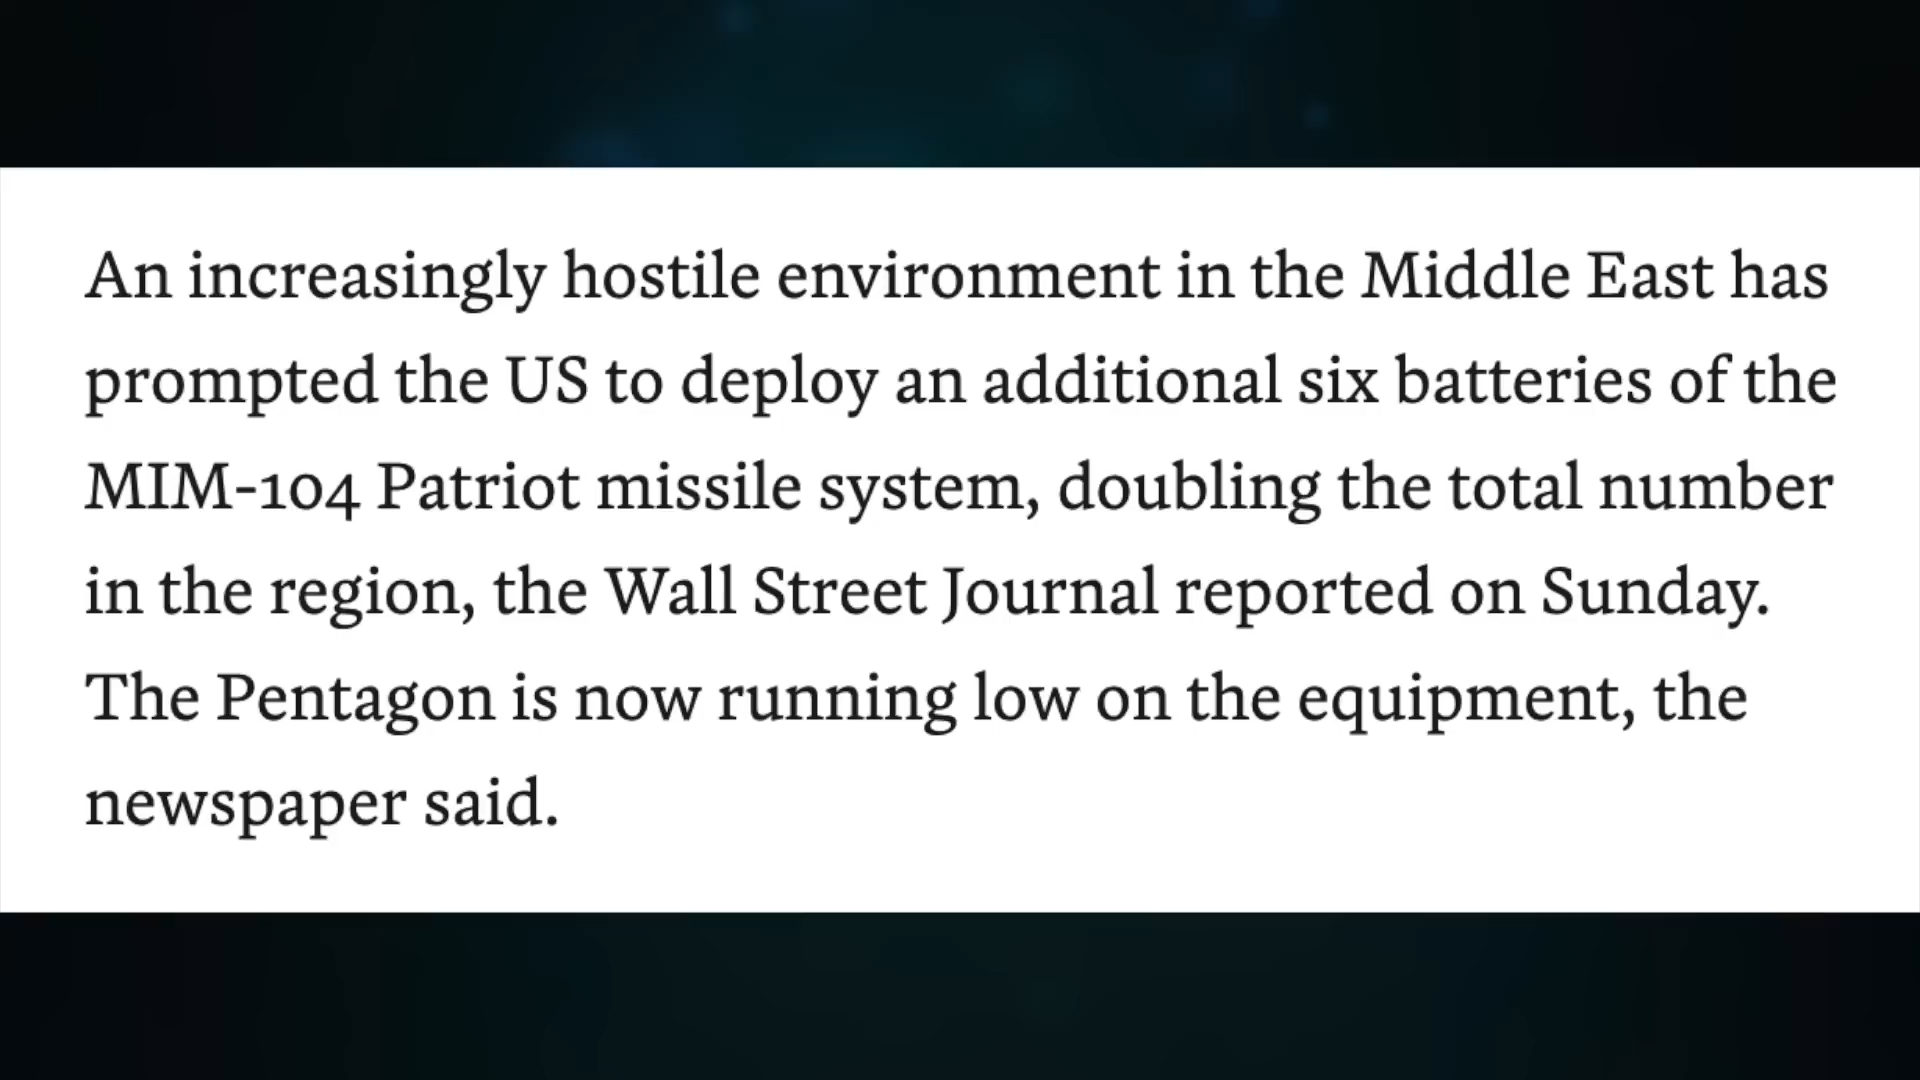 An increasingly hostile environment in the Middle East has
prompted the US to deploy an additional six batteries of the
MIM-104 Patriot missile system, doubling the total number
in the region, the Wall Street Journal reported on Sunday.
The Pentagon is now running low on the equipment, the
newspaper said.